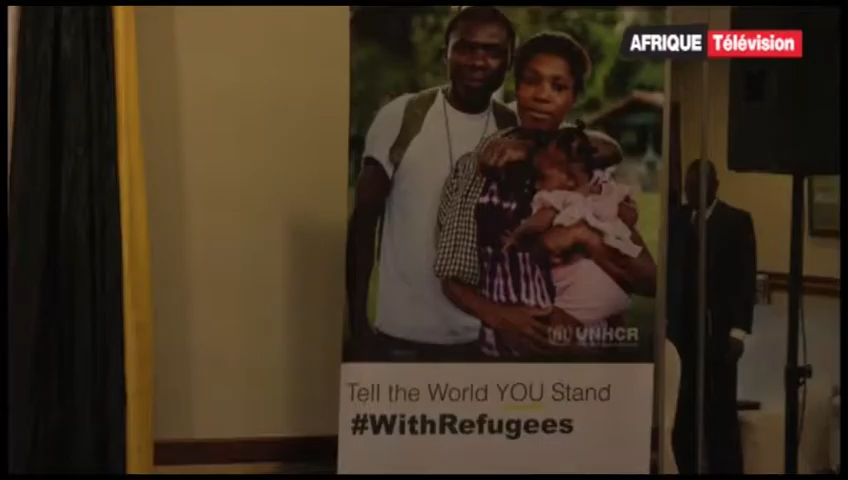 AFRIQUE Télévision
UNHCR
Tell the World YOU Stand
#WithRefugees